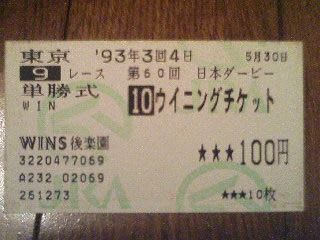 東京 '93年3回4日 5月30日
9 レース 第60回 日本ダービー
単勝式
WIN
10 ウイニングチケット
WINS後楽園
3220477069 ★★★100円
A232 02069
261273 ★★★10枚
JRA